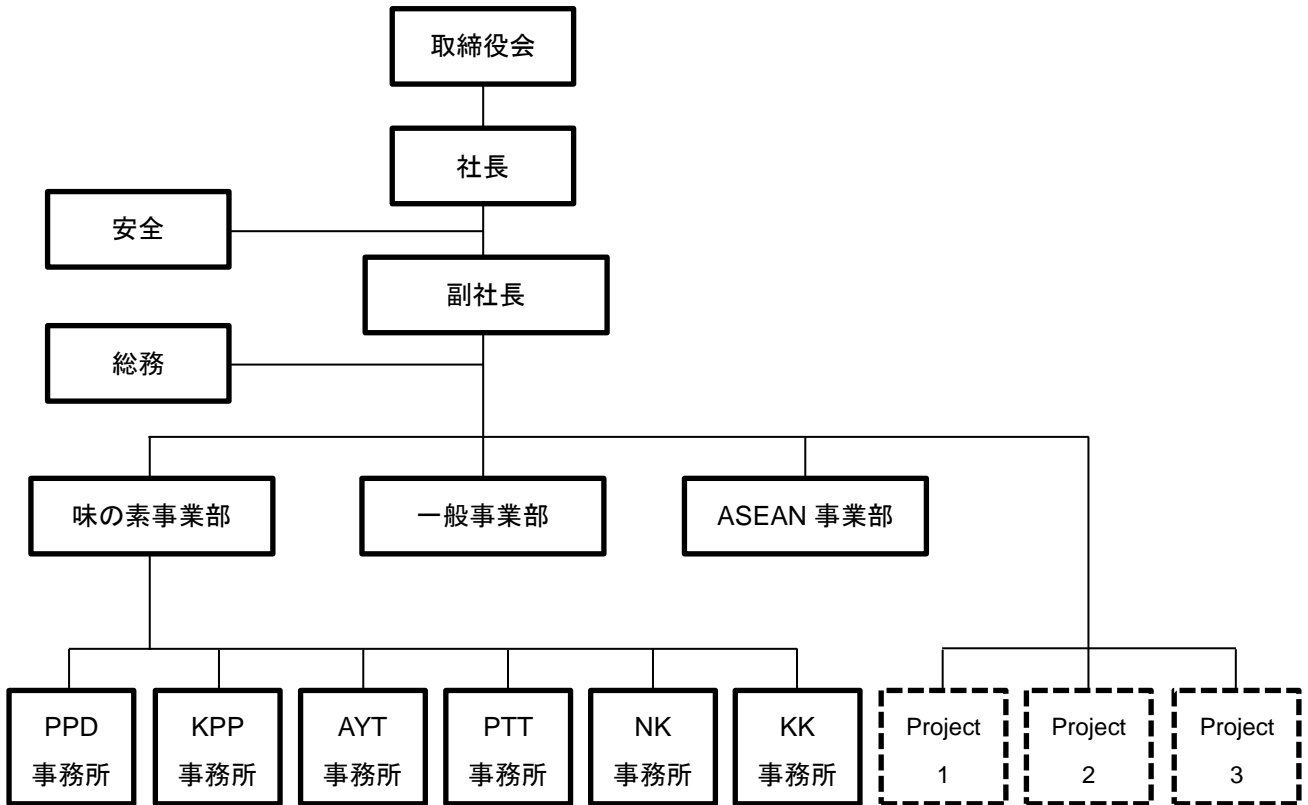 取締役会
社長
安全
副社長
総務
味の素事業部
一般事業部
ASEAN 事業部
PPD
事務所
KPP
事務所
AYT
事務所
PTT
事務所
NK
事務所
KK
事務所
Project
1
Project
2
Project
3